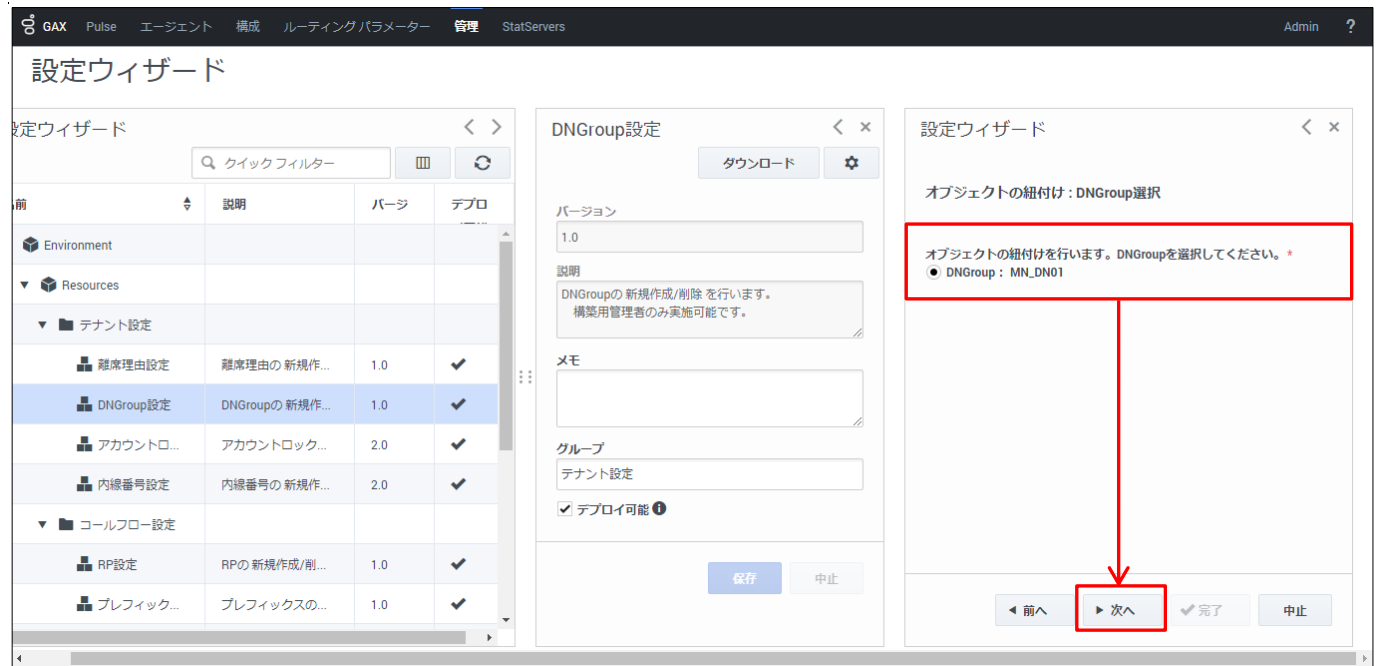 GAX Pulse エージェント 構成 ルーティング パラメーター 管理 StatServers Admin ?
設定ウィザード
設定ウィザード
クイック フィルター
前 説明 バージ デプロ
Environment
Resources
テナント設定
離席理由設定 離席理由の 新規作... 1.0
DNGroup設定 DNGroupの 新規作... 1.0
アカウントロ... アカウントロック... 2.0
内線番号設定 内線番号の 新規作... 2.0
コールフロー設定
RP設定 RPの 新規作成/削... 1.0
プレフィック... プレフィックスの... 1.0
DNGroup設定
ダウンロード
バージョン
1.0
説明
DNGroupの 新規作成/削除 を行います。
構築用管理者のみ実施可能です。
メモ
グループ
テナント設定
デプロイ可能
保存 中止
設定ウィザード
オブジェクトの紐付け : DNGroup選択
オブジェクトの紐付けを行います。DNGroupを選択してください。*
DNGroup : MN_DN01
前へ 次へ 完了 中止